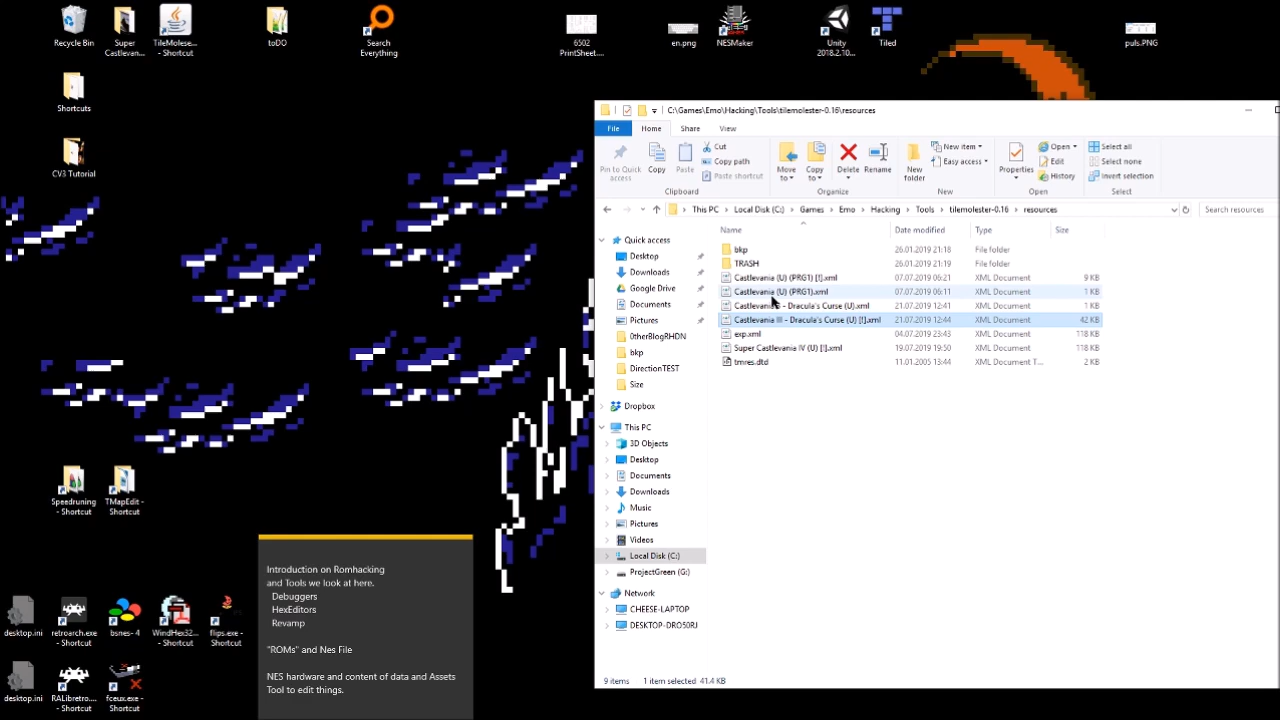 Recycle Bin
Super
Castlevan...
TileMolese...
- Shortcut
toDO
Search
Everything
6502
PrintSheet....
en.png
NESMaker
Unity
2018.2.10...
Tiled
puls.PNG
Shortcuts
CV3 Tutorial
Speedruning
- Shortcut
TMapEdit -
Shortcut
desktop.ini
retroarch.exe
- Shortcut
bsnes- 4
WindHex32...
- Shortcut
flips.exe -
Shortcut
desktop.ini
RALibretro....
- Shortcut
fceux.exe -
Shortcut
Introduction on Romhacking
and Tools we look at here.
Debuggers
HexEditors
Revamp
"ROMs" and Nes File
NES hardware and content of data and Assets
Tool to edit things.
C:\Games\Emo\Hacking\Tools\tilemolester-0.16\resources
File Home Share View
Pin to Quick
access
Copy
Paste
Cut
Copy path
Paste shortcut
Clipboard
Move
to
Copy
to
Delete
Rename
Organize
New
folder
New item
Easy access
New
Properties
Open
Edit
History
Open
Select all
Select none
Invert selection
Select
This PC > Local Disk (C:) > Games > Emo > Hacking > Tools > tilemolester-0.16 > resources
Search resources
Name Date modified Type Size
bkp 26.01.2019 21:18 File folder
TRASH 26.01.2019 21:19 File folder
Castlevania (U) (PRG1) [!].xml 07.07.2019 06:21 XML Document 9 KB
Castlevania (U) (PRG1).xml 07.07.2019 06:11 XML Document 1 KB
- Dracula's Curse (U).xml 21.07.2019 12:41 XML Document 1 KB
Castlevania III - Dracula's Curse (U) [!].xml 21.07.2019 12:44 XML Document 42 KB
exp.xml 04.07.2019 23:43 XML Document 118 KB
Super Castlevania IV (U) [!].xml 19.07.2019 19:50 XML Document 118 KB
tmres.dtd 11.01.2005 13:44 XML Document T... 2 KB
Quick access
Desktop
Downloads
Google Drive
Documents
Pictures
0therBlogRHDN
bkp
DirectionTEST
Size
Dropbox
This PC
3D Objects
Desktop
Documents
Downloads
Music
Pictures
Videos
Local Disk (C:)
ProjectGreen (G:)
Network
CHEESE-LAPTOP
DESKTOP-DRO50RJ
9 items 1 item selected 41.4 KB